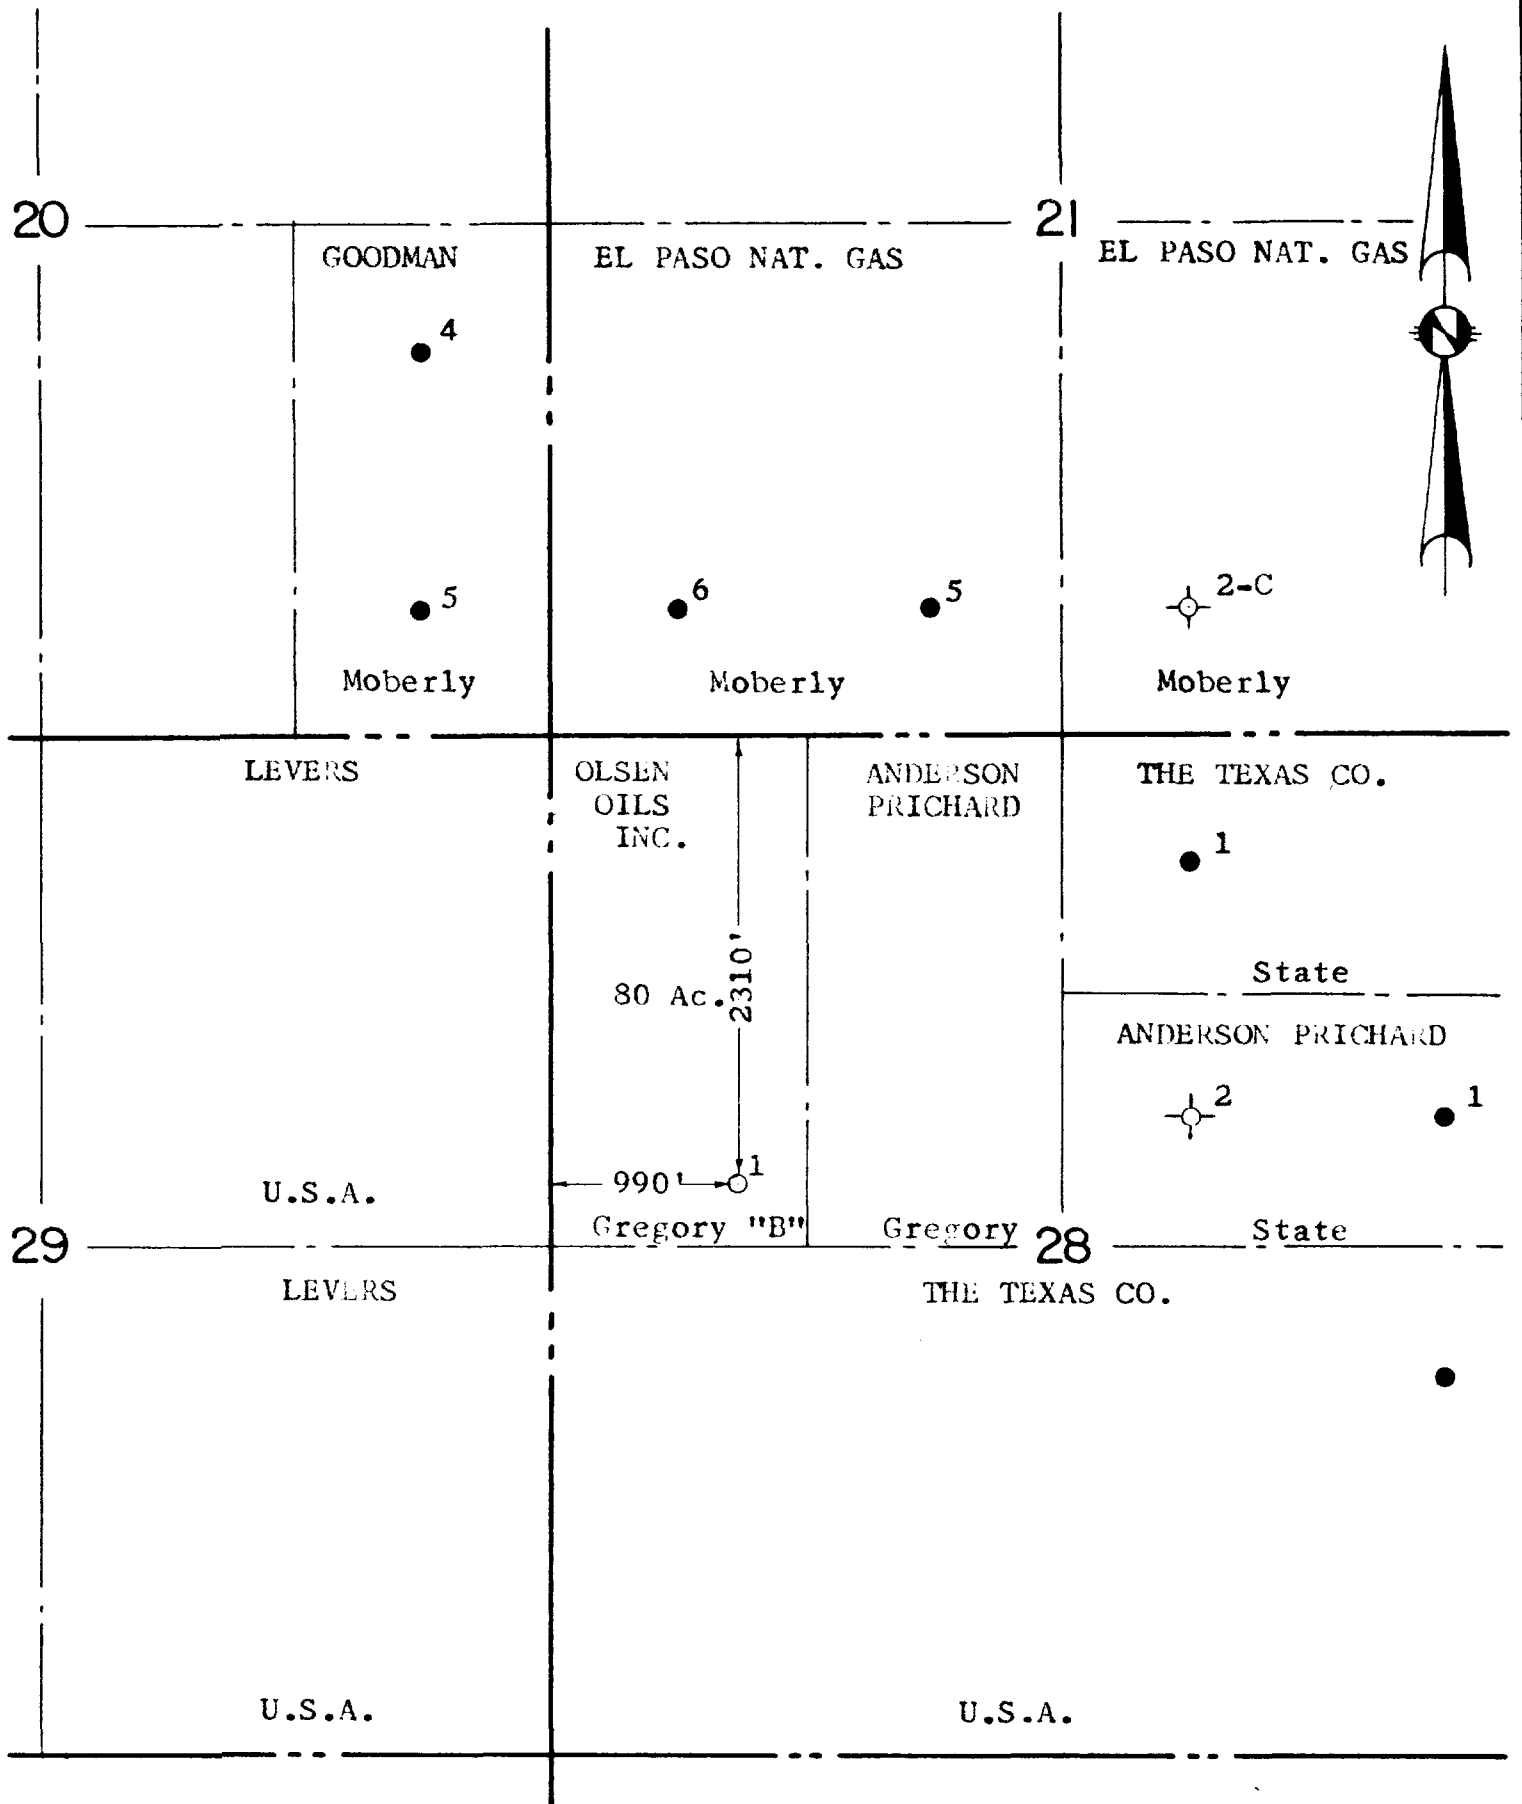 20
21
GOODMAN
EL PASO NAT. GAS
EL PASO NAT. GAS
4
N
5
6
5
2-C
Moberly
Moberly
Moberly
LEVERS
OLSEN
OILS
INC.
ANDERSON
PRICHARD
THE TEXAS CO.
1
80 Ac.
2310'
State
ANDERSON PRICHARD
2
1
990'
1
U.S.A.
Gregory "B"
Gregory
State
29
28
LEVERS
THE TEXAS CO.
U.S.A.
U.S.A.